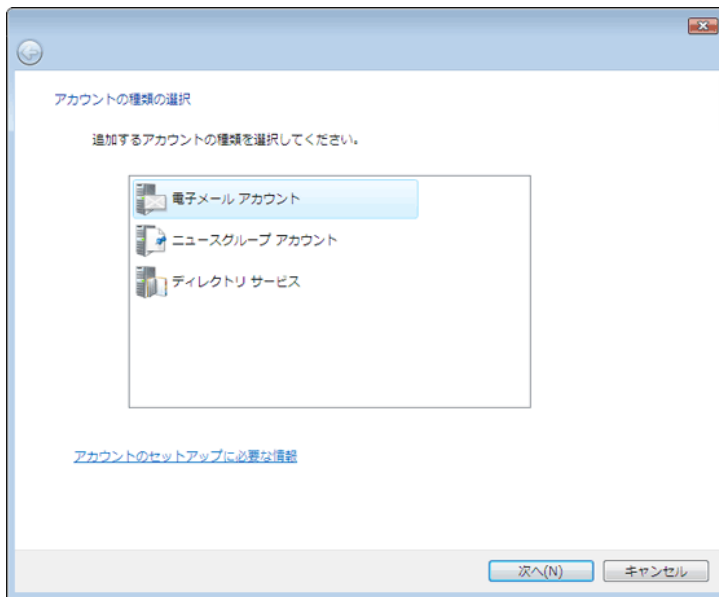 アカウントの種類の選択
追加するアカウントの種類を選択してください。
電子メール アカウント
ニュースグループ アカウント
ディレクトリ サービス
アカウントのセットアップに必要な情報
次へ(N)
キャンセル